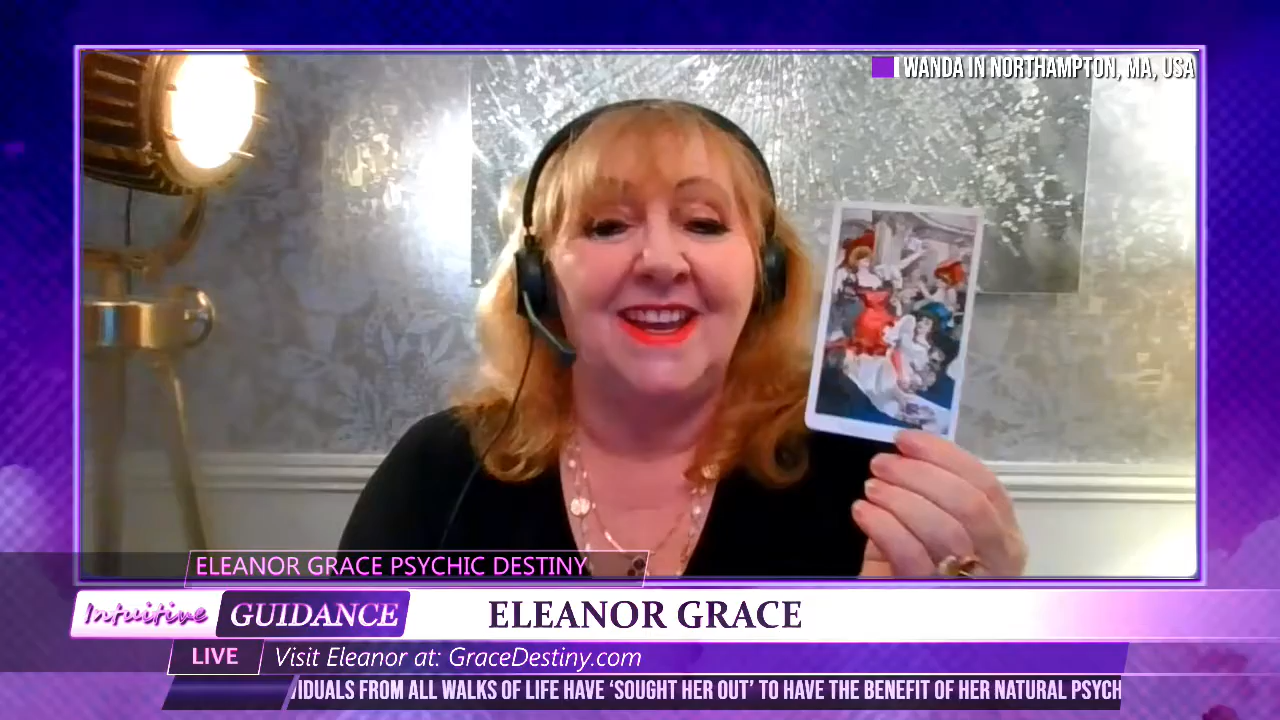 WANDA IN NORTHAMPTON, MA, USA
ELEANOR GRACE PSYCHIC DESTINY
Intuitive GUIDANCE
ELEANOR GRACE
LIVE
Visit Eleanor at: GraceDestiny.com
IDUALS FROM ALL WALKS OF LIFE HAVE ‘SOUGHT HER OUT’ TO HAVE THE BENEFIT OF HER NATURAL PSYCH